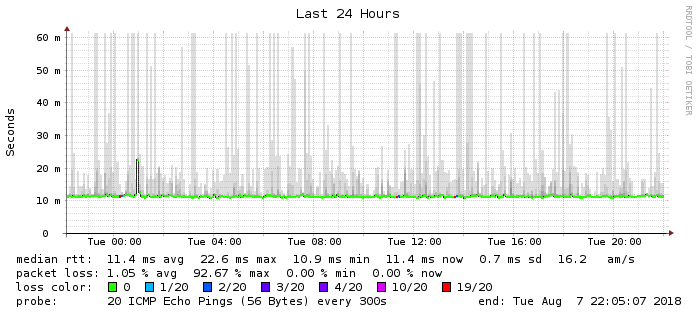 Last 24 Hours
RRDTOOL / TOBI OETIKER
Seconds
60 m
50 m
40 m
30 m
20 m
10 m
0
Tue 00:00 Tue 04:00 Tue 08:00 Tue 12:00 Tue 16:00 Tue 20:00
median rtt: 11.4 ms avg 22.6 ms max 10.9 ms min 11.4 ms now 0.7 ms sd 16.2 am/s
packet loss: 1.05 % avg 92.67 % max 0.00 % min 0.00 % now
loss color: 0 1/20 2/20 3/20 4/20 10/20 19/20
probe: 20 ICMP Echo Pings (56 Bytes) every 300s end: Tue Aug 7 22:05:07 2018